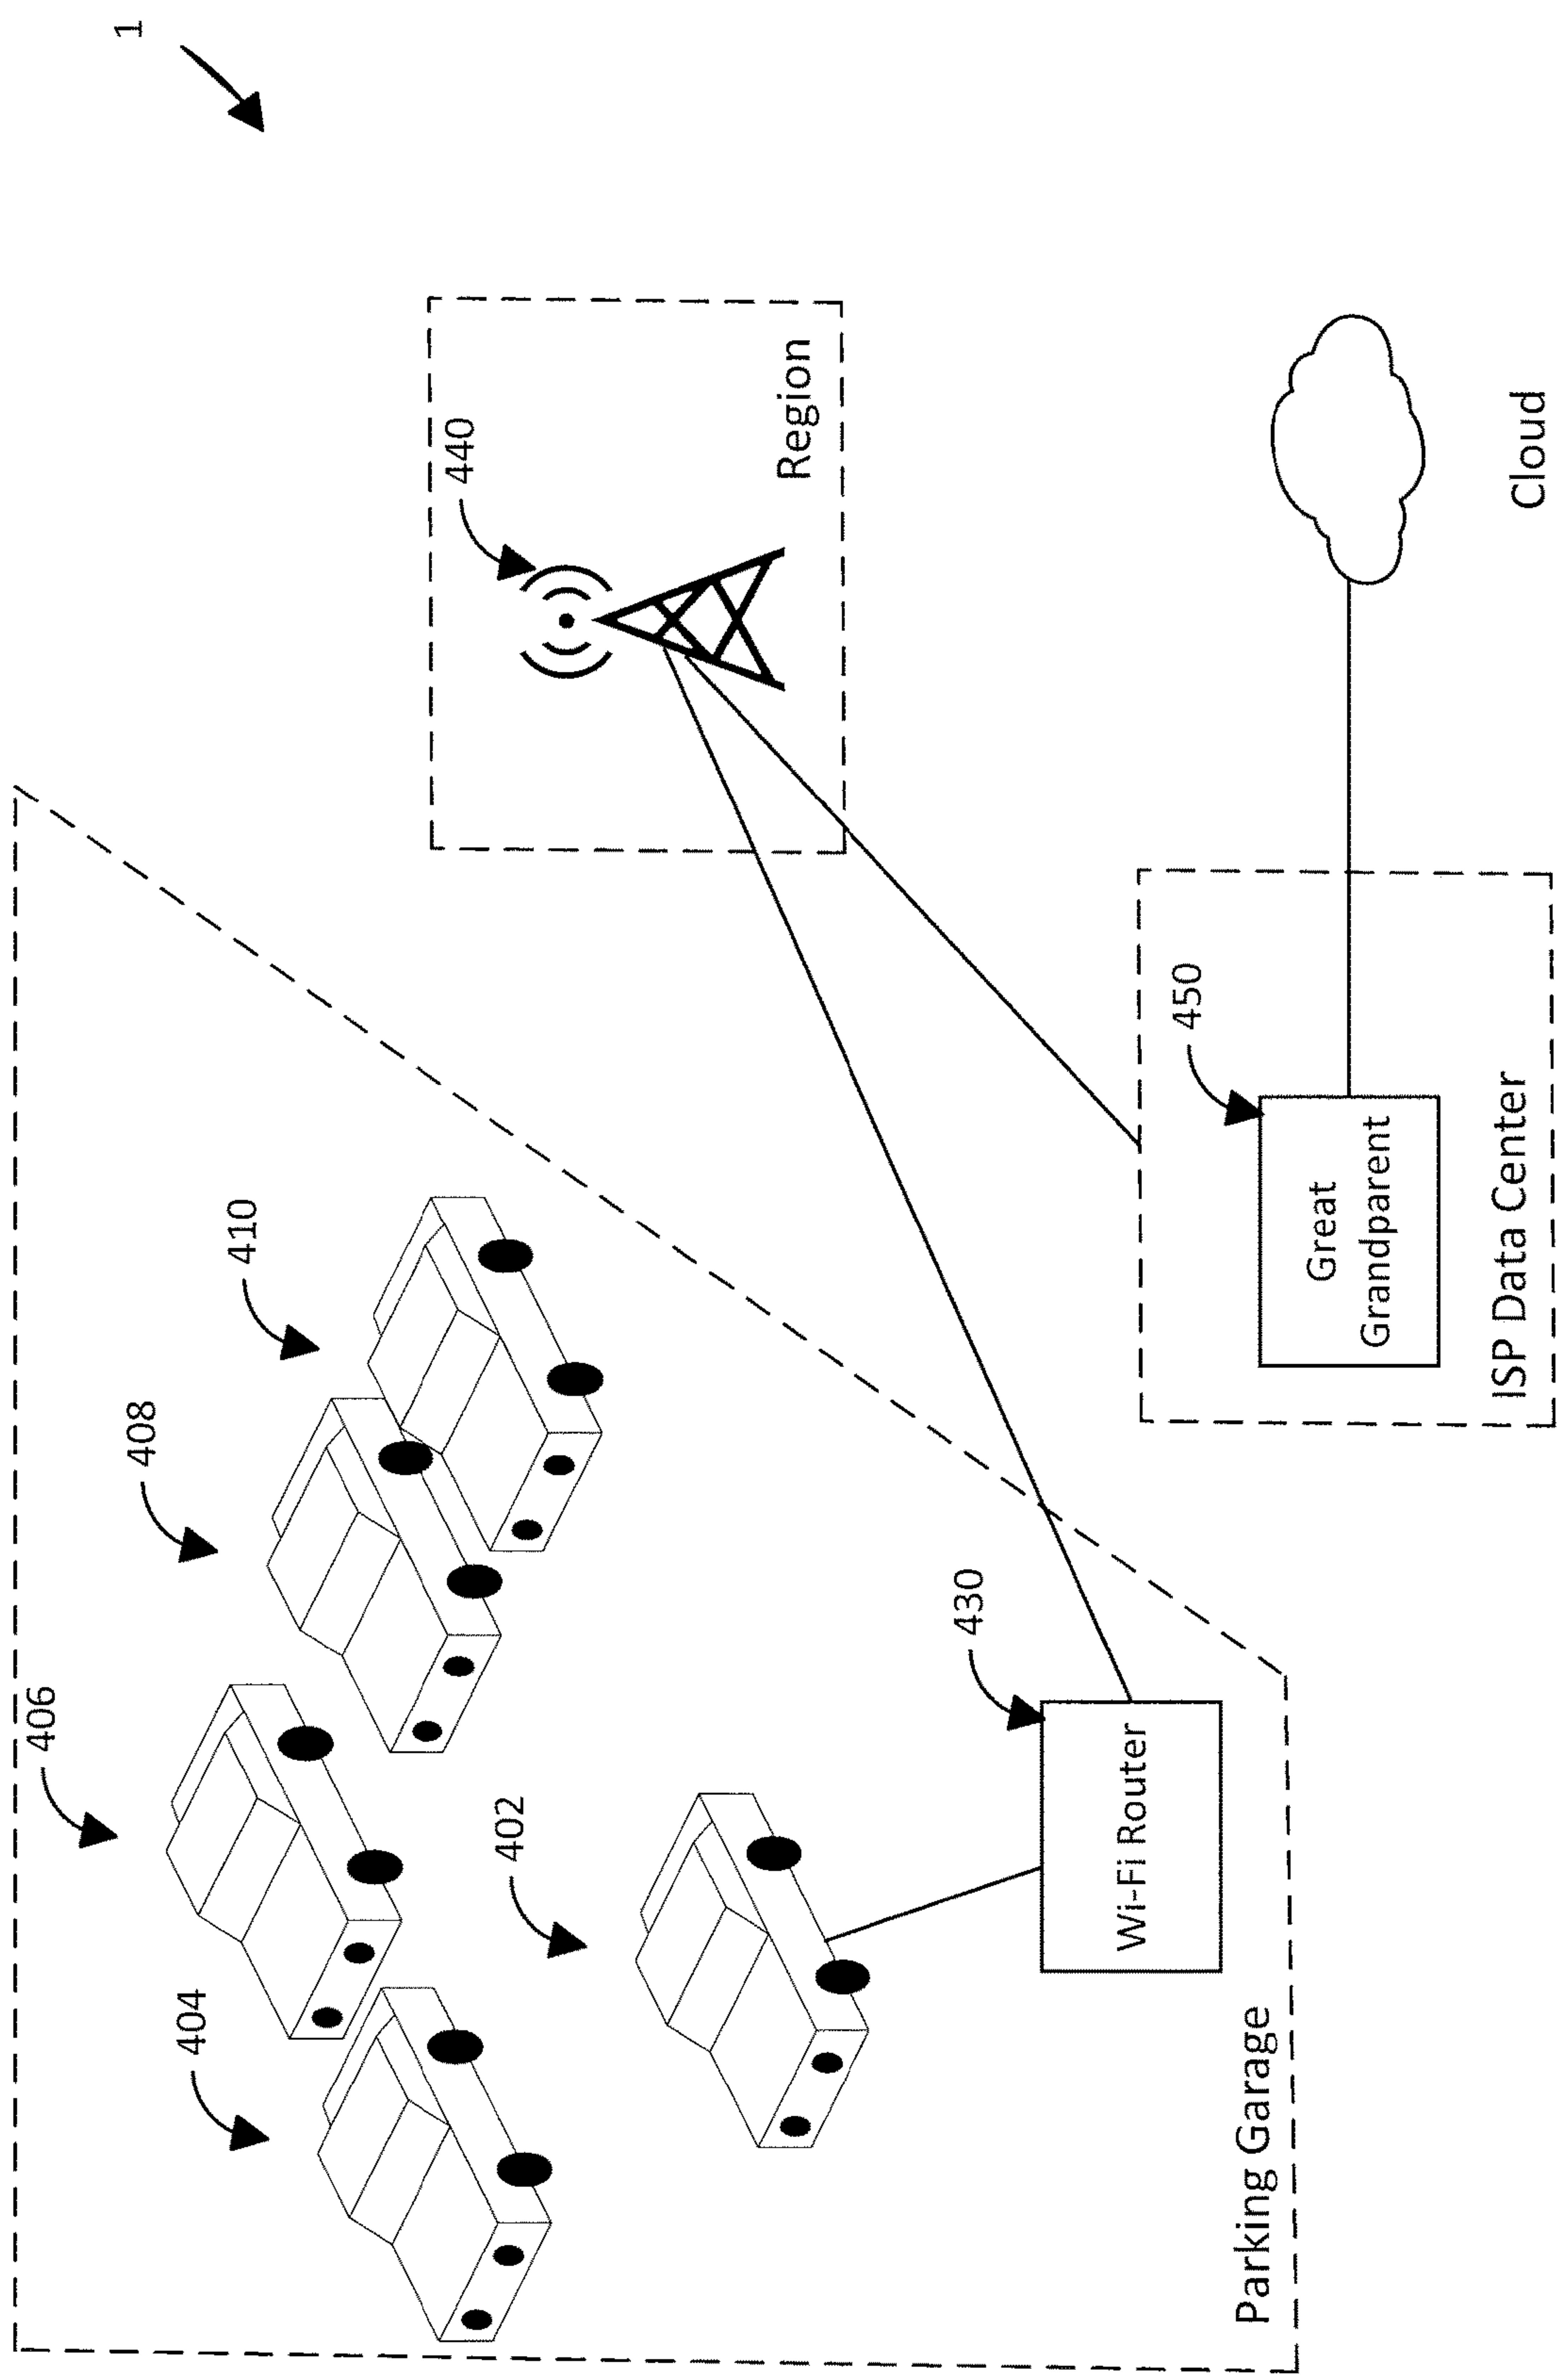 1
406
408
410
404
402
440
Region
430
Wi-Fi Router
450
Great
Grandparent
Parking Garage
ISP Data Center
Cloud